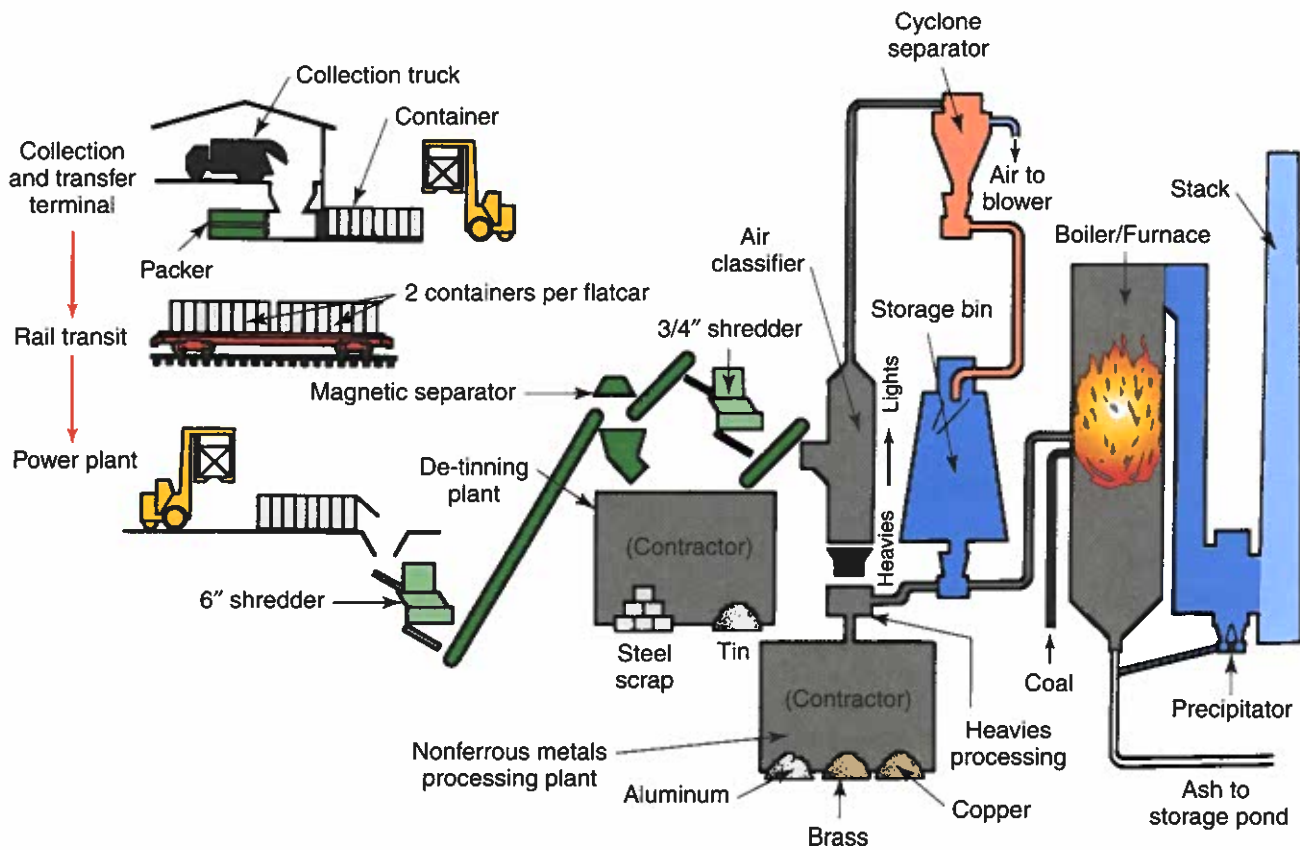 Collection
and transfer
terminal
Rail transit
Power plant
Collection truck
Container
Packer
2 containers per flatcar
Magnetic separator
3/4″ shredder
De-tinning
plant
6″ shredder
(Contractor)
Steel
scrap
Tin
Cyclone
separator
Air to
blower
Air
classifier
Storage bin
Lights
Heavies
Boiler/Furnace
Stack
Coal
Precipitator
Ash to
storage pond
(Contractor)
Heavies
processing
Nonferrous metals
processing plant
Aluminum
Brass
Copper